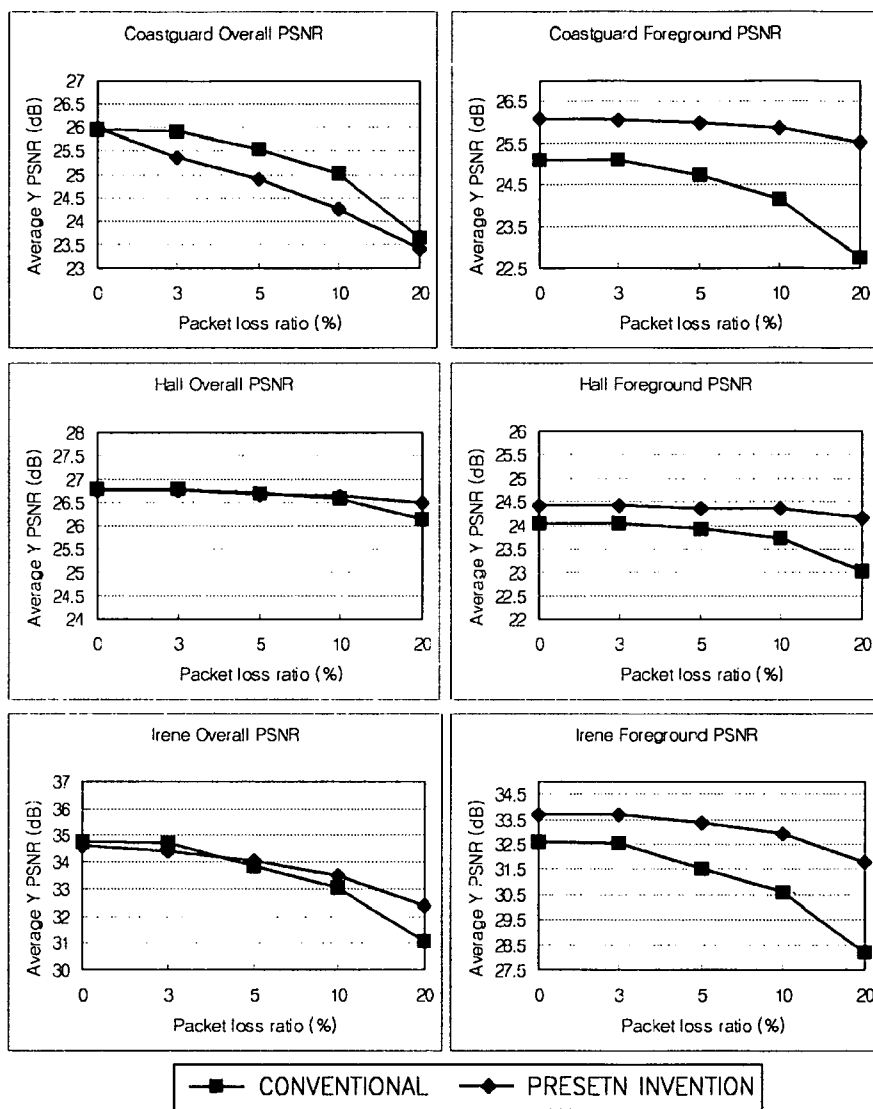 Coastguard Overall PSNR
Average Y PSNR (dB)
27
26.5
26
25.5
25
24.5
24
23.5
23
0 3 5 10 20
Packet loss ratio (%)
Coastguard Foreground PSNR
Average Y PSNR (dB)
26.5
25.5
24.5
23.5
22.5
0 3 5 10 20
Packet loss ratio (%)
Hall Overall PSNR
Average Y PSNR (dB)
28
27.5
27
26.5
26
25.5
25
24.5
24
0 3 5 10 20
Packet loss ratio (%)
Hall Foreground PSNR
Average Y PSNR (dB)
26
25.5
25
24.5
24
23.5
23
22.5
22
0 3 5 10 20
Packet loss ratio (%)
Irene Overall PSNR
Average Y PSNR (dB)
37
36
35
34
33
32
31
30
0 3 5 10 20
Packet loss ratio (%)
Irene Foreground PSNR
Average Y PSNR (dB)
34.5
33.5
32.5
31.5
30.5
29.5
28.5
27.5
0 3 5 10 20
Packet loss ratio (%)
CONVENTIONAL PRESETN INVENTION